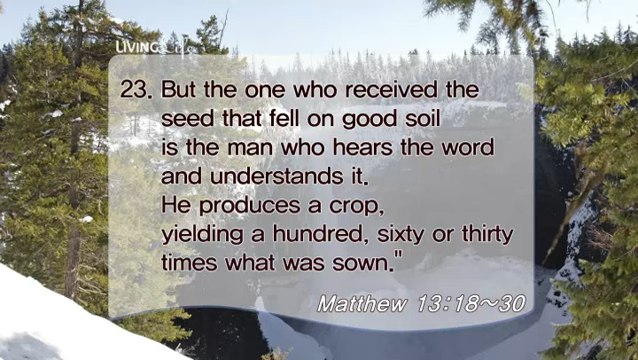 LIVING Life
23. But the one who received the
seed that fell on good soil
is the man who hears the word
and understands it.
He produces a crop,
yielding a hundred, sixty or thirty
times what was sown."
Matthew 13:18~30